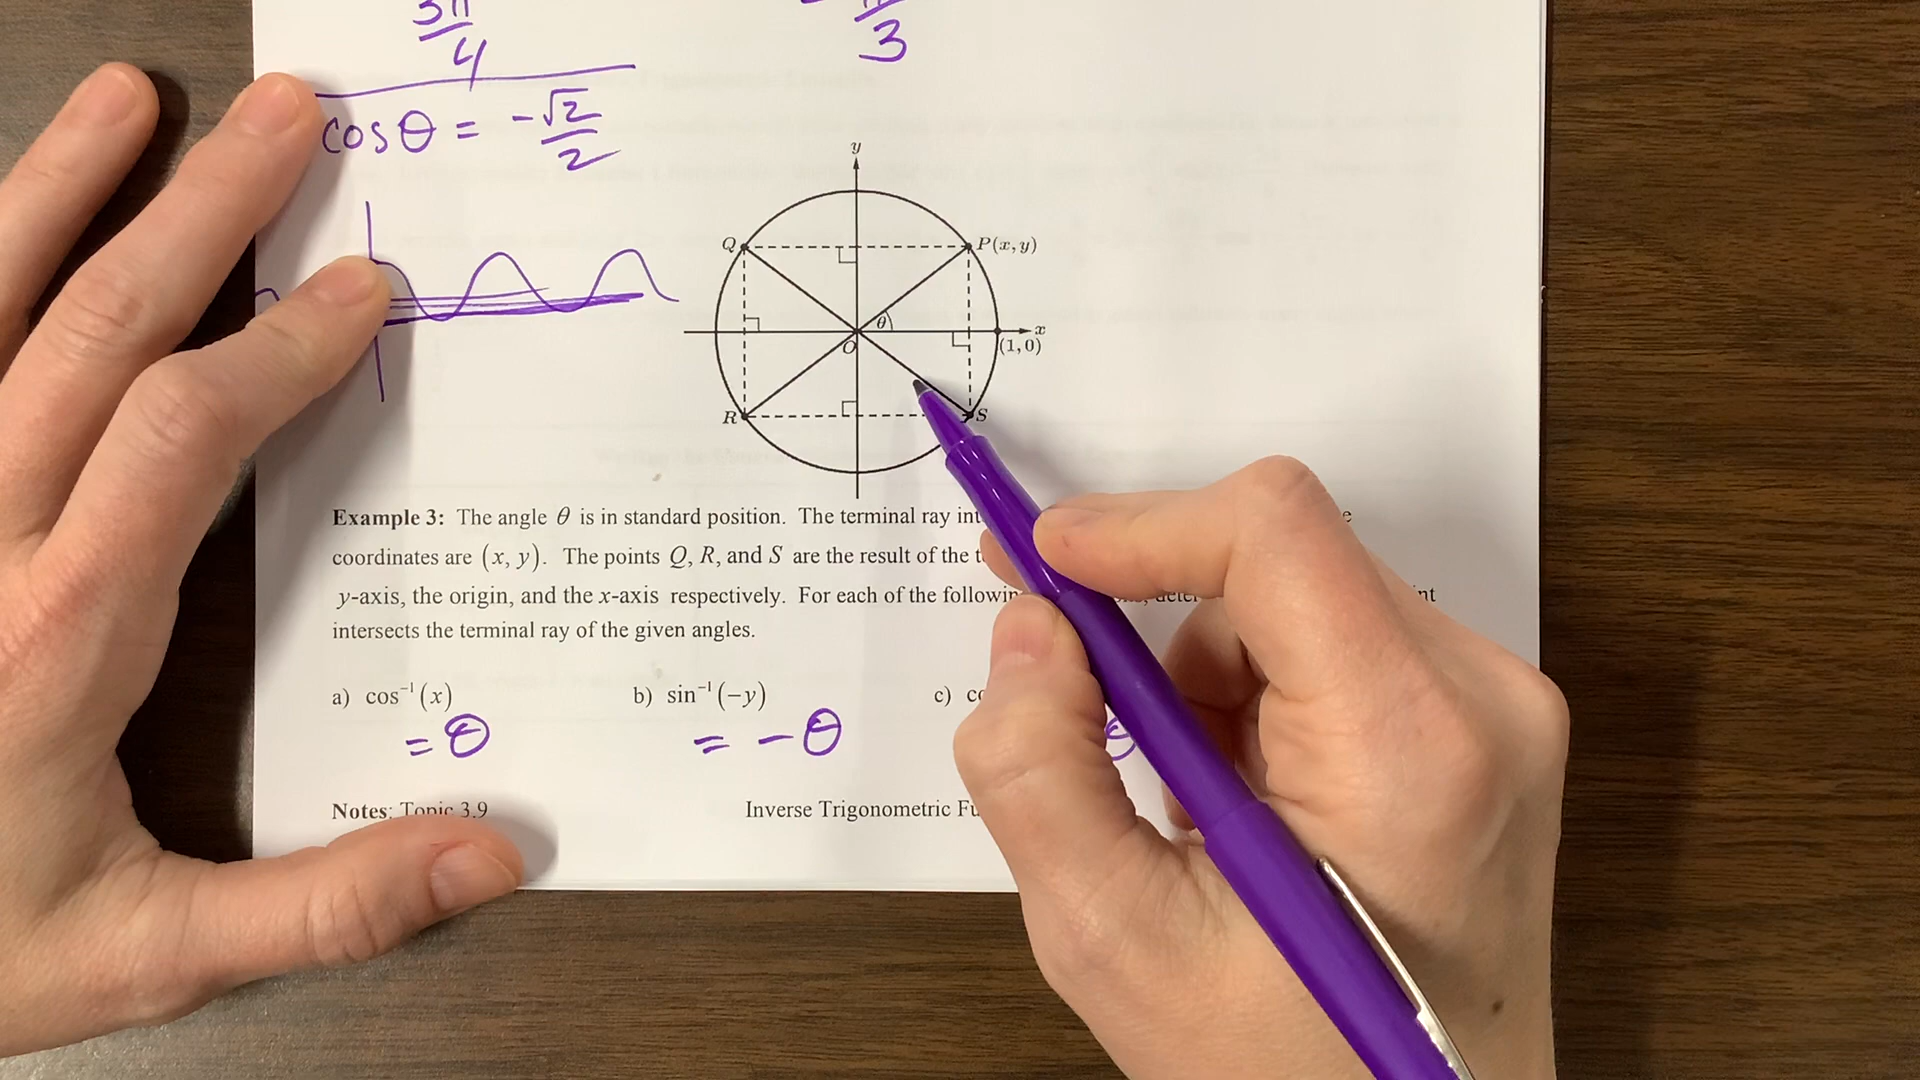 3π/4
π/3
cos θ = -√2/2
y
Q
P(x, y)
θ
x
O
(1, 0)
R
S
Example 3: The angle θ is in standard position. The terminal ray
coordinates are (x, y). The points Q, R, and S are the result of the
y-axis, the origin, and the x-axis respectively. For each of the
intersects the terminal ray of the given angles.
a) cos⁻¹(x) b) sin⁻¹(−y) c)
= θ = −θ
Notes: Topic 3.9 Inverse Trigonometric